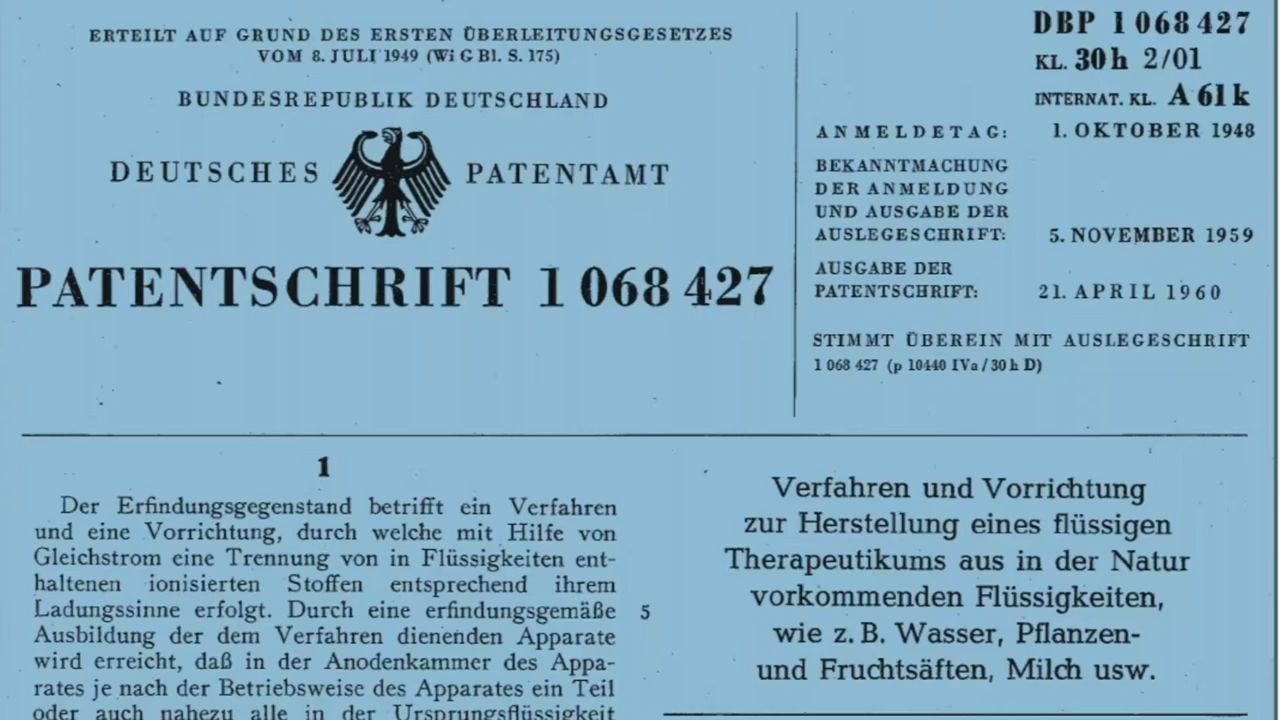 ERTEILT AUF GRUND DES ERSTEN ÜBERLEITUNGSGESETZES
VOM 8. JULI 1949 (WiGBl. S. 175)
BUNDESREPUBLIK DEUTSCHLAND
DEUTSCHES PATENTAMT
PATENTSCHRIFT 1 068 427
DBP 1 068 427
KL. 30 h 2/01
INTERNAT. KL. A 61 k
ANMELDETAG: 1. OKTOBER 1948
BEKANNTMACHUNG
DER ANMELDUNG
UND AUSGABE DER
AUSLEGESCHRIFT: 5. NOVEMBER 1959
AUSGABE DER
PATENTSCHRIFT: 21. APRIL 1960
STIMMT ÜBEREIN MIT AUSLEGESCHRIFT
1 068 427 (p 10440 IVa / 30 h D)
1
Der Erfindungsgegenstand betrifft ein Verfahren
und eine Vorrichtung, durch welche mit Hilfe von
Gleichstrom eine Trennung von in Flüssigkeiten ent-
haltenen ionisierten Stoffen entsprechend ihrem
Ladungssinne erfolgt. Durch eine erfindungsgemäße 5
Ausbildung der dem Verfahren dienenden Apparate
wird erreicht, daß in der Anodenkammer des Appa-
rates je nach der Betriebsweise des Apparates ein Teil
oder auch nahezu alle in der Ursprungsflüssigkeit
Verfahren und Vorrichtung
zur Herstellung eines flüssigen
Therapeutikums aus in der Natur
vorkommenden Flüssigkeiten,
wie z. B. Wasser, Pflanzen-
und Fruchtsäften, Milch usw.